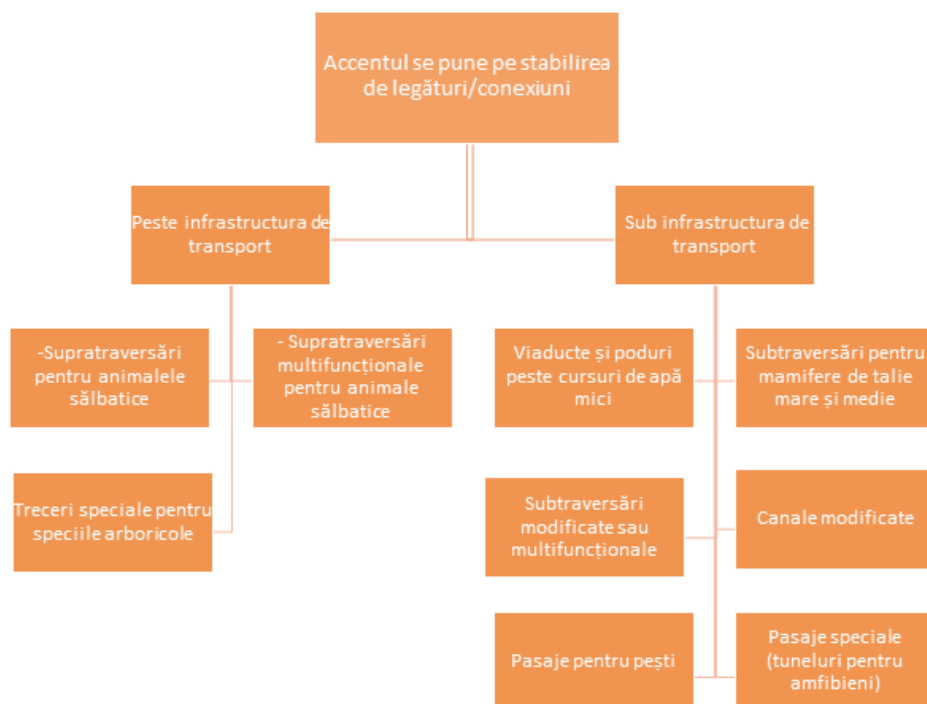 Accentul se pune pe stabilirea
de legături/conexiuni
Peste infrastructura de
transport
Sub infrastructura de
transport
-Supratraversări
pentru animalele
sălbatice
- Supratraversări
multifuncționale
pentru animale
sălbatice
Viaducte și poduri
peste cursuri de apă
mici
Subtraversări pentru
mamifere de talie
mare și medie
Treceri speciale pentru
speciile arboricole
Subtraversări
modificate sau
multifuncționale
Canale modificate
Pasaje pentru pești
Pasaje speciale
(tuneluri pentru
amfibieni)